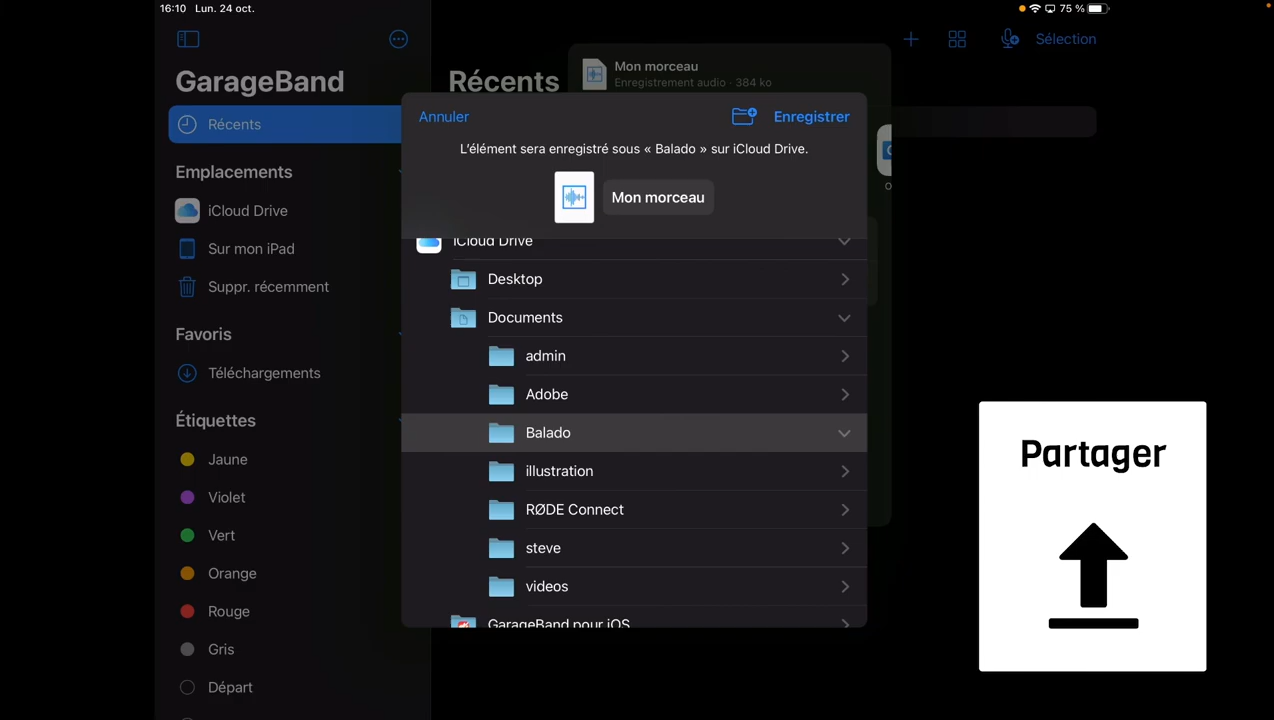 16:10 Lun. 24 oct.
75 %
GarageBand
Récents
Emplacements
iCloud Drive
Sur mon iPad
Suppr. récemment
Favoris
Téléchargements
Étiquettes
Jaune
Violet
Vert
Orange
Rouge
Gris
Départ
Récents
Sélection
Mon morceau
Enregistrement audio · 384 ko
Annuler
Enregistrer
L'élément sera enregistré sous « Balado » sur iCloud Drive.
Mon morceau
iCloud Drive
Desktop
Documents
admin
Adobe
Balado
illustration
RØDE Connect
steve
videos
GarageBand pour iOS
Partager